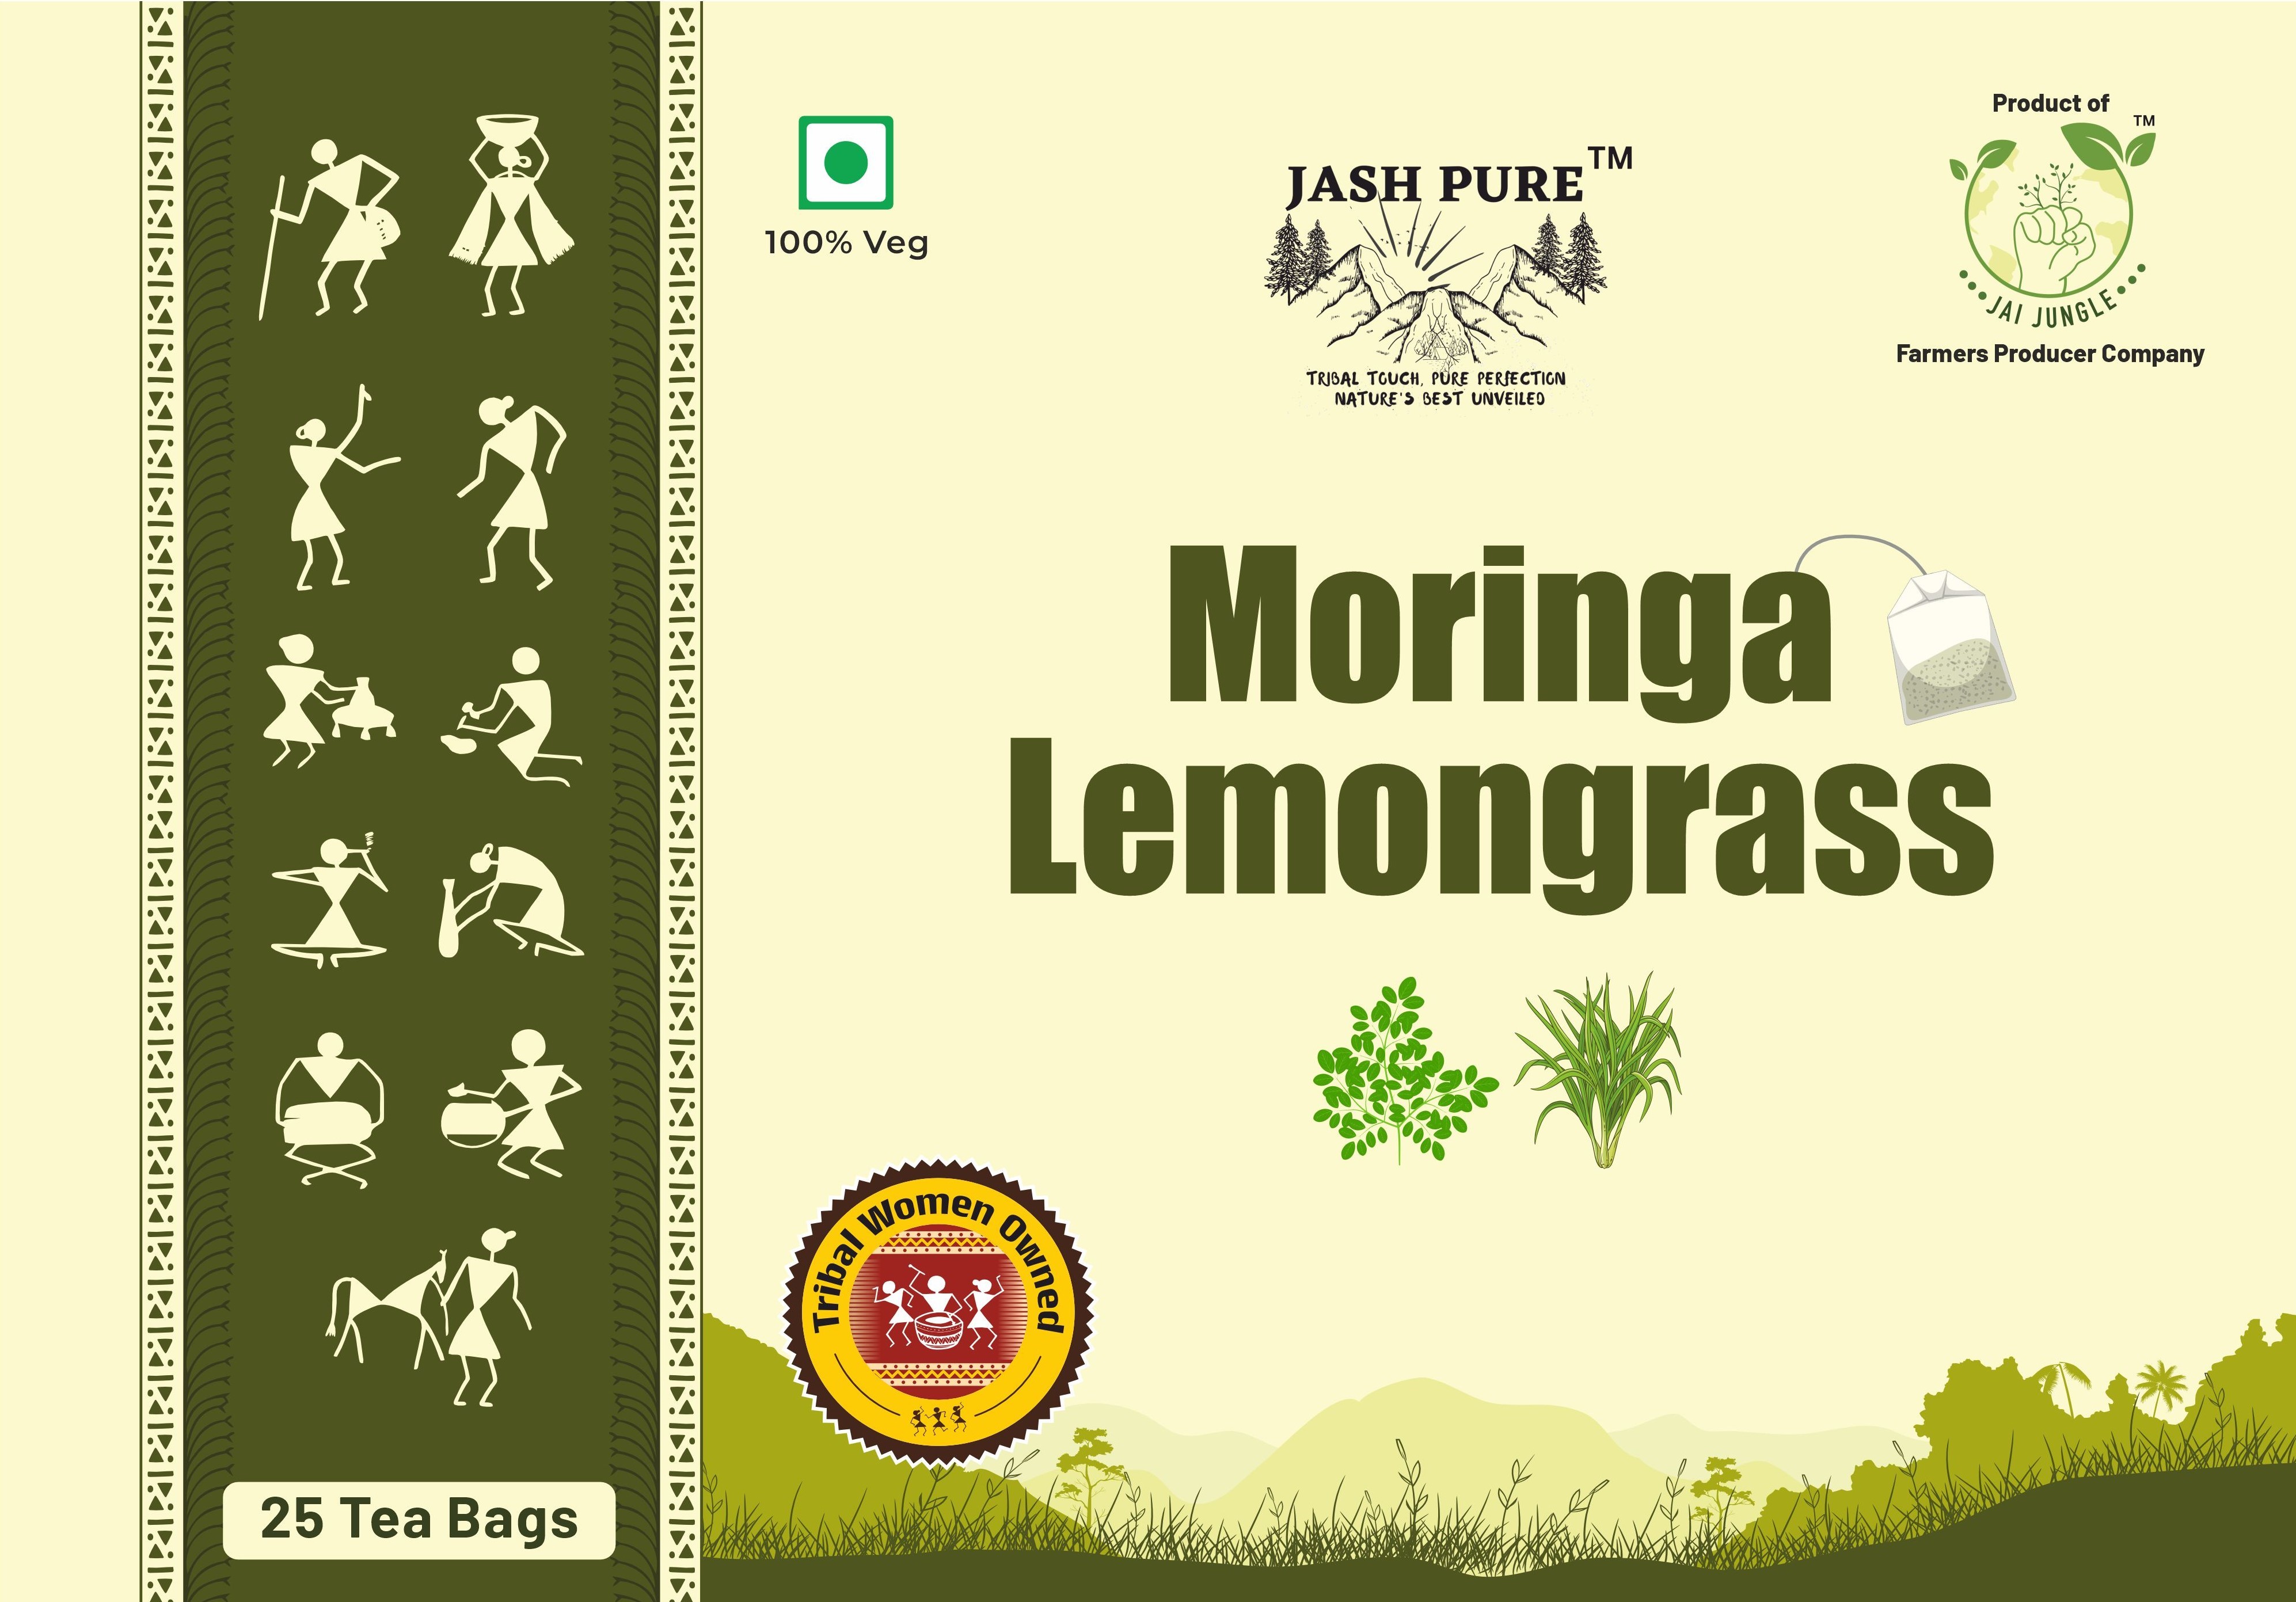 100% Veg
JASH PURE™
TRIBAL TOUCH, PURE PERFECTION
NATURE'S BEST UNVEILED
Product of
TM
JAI JUNGLE
Farmers Producer Company
Moringa
Lemongrass
Tribal Women Owned
25 Tea Bags